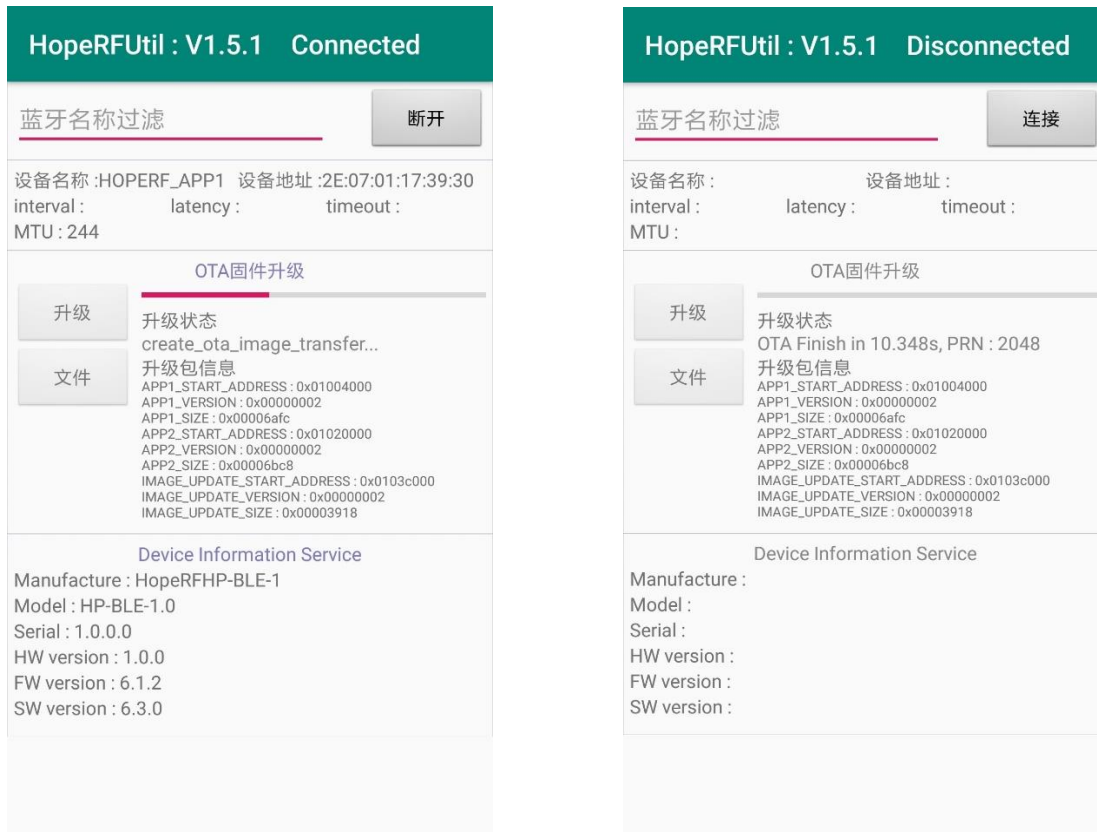 HopeRFUtil : V1.5.1 Connected
蓝牙名称过滤
断开
设备名称 :HOPERF_APP1 设备地址 :2E:07:01:17:39:30
interval : latency : timeout :
MTU : 244
OTA固件升级
升级
升级状态
create_ota_image_transfer...
文件
升级包信息
APP1_START_ADDRESS : 0x01004000
APP1_VERSION : 0x00000002
APP1_SIZE : 0x00006afc
APP2_START_ADDRESS : 0x01020000
APP2_VERSION : 0x00000002
APP2_SIZE : 0x00006bc8
IMAGE_UPDATE_START_ADDRESS : 0x0103c000
IMAGE_UPDATE_VERSION : 0x00000002
IMAGE_UPDATE_SIZE : 0x00003918
Device Information Service
Manufacture : HopeRFHP-BLE-1
Model : HP-BLE-1.0
Serial : 1.0.0.0
HW version : 1.0.0
FW version : 6.1.2
SW version : 6.3.0
HopeRFUtil : V1.5.1 Disconnected
蓝牙名称过滤
连接
设备名称 : 设备地址 :
interval : latency : timeout :
MTU :
OTA固件升级
升级
升级状态
OTA Finish in 10.348s, PRN : 2048
文件
升级包信息
APP1_START_ADDRESS : 0x01004000
APP1_VERSION : 0x00000002
APP1_SIZE : 0x00006afc
APP2_START_ADDRESS : 0x01020000
APP2_VERSION : 0x00000002
APP2_SIZE : 0x00006bc8
IMAGE_UPDATE_START_ADDRESS : 0x0103c000
IMAGE_UPDATE_VERSION : 0x00000002
IMAGE_UPDATE_SIZE : 0x00003918
Device Information Service
Manufacture :
Model :
Serial :
HW version :
FW version :
SW version :